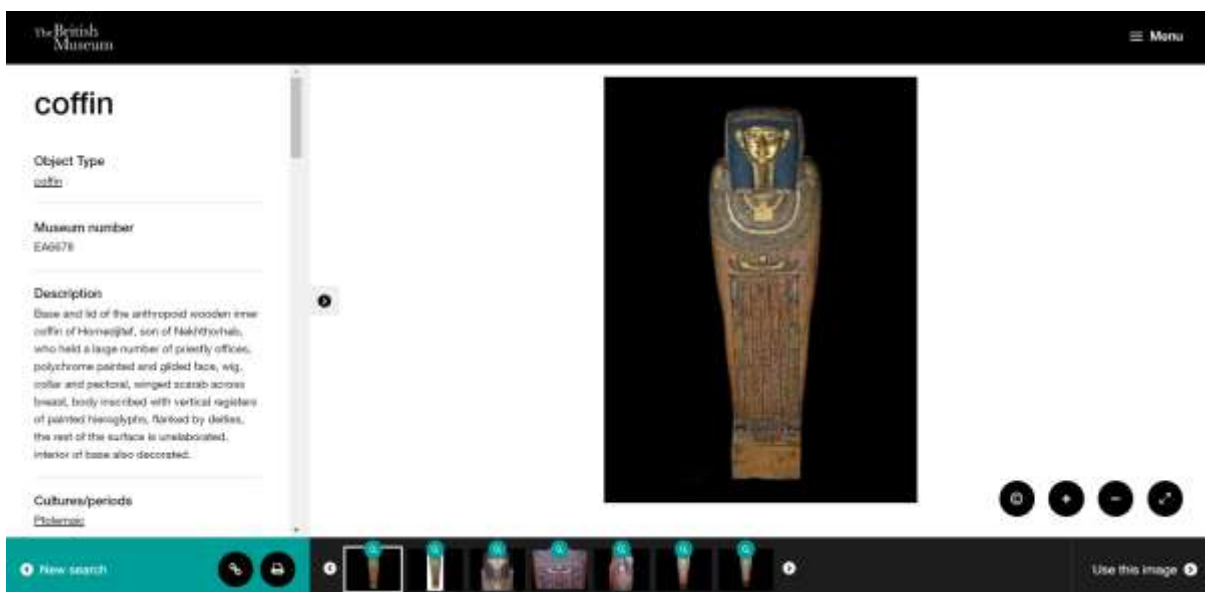 The British
Museum
Menu
coffin
Object Type
coffin
Museum number
EA6678
Description
Base and lid of the anthropoid wooden inner
coffin of Hornedjitef, son of Nekhthorheb,
who held a large number of priestly offices,
polychrome painted and gilded face, wig,
collar and pectoral, winged scarab across
breast, body inscribed with vertical registers
of painted hieroglyphs, flanked by deities,
the rest of the surface is unelaborated,
interior of base also decorated.
Cultures/periods
Ptolemaic
New search
Use this image